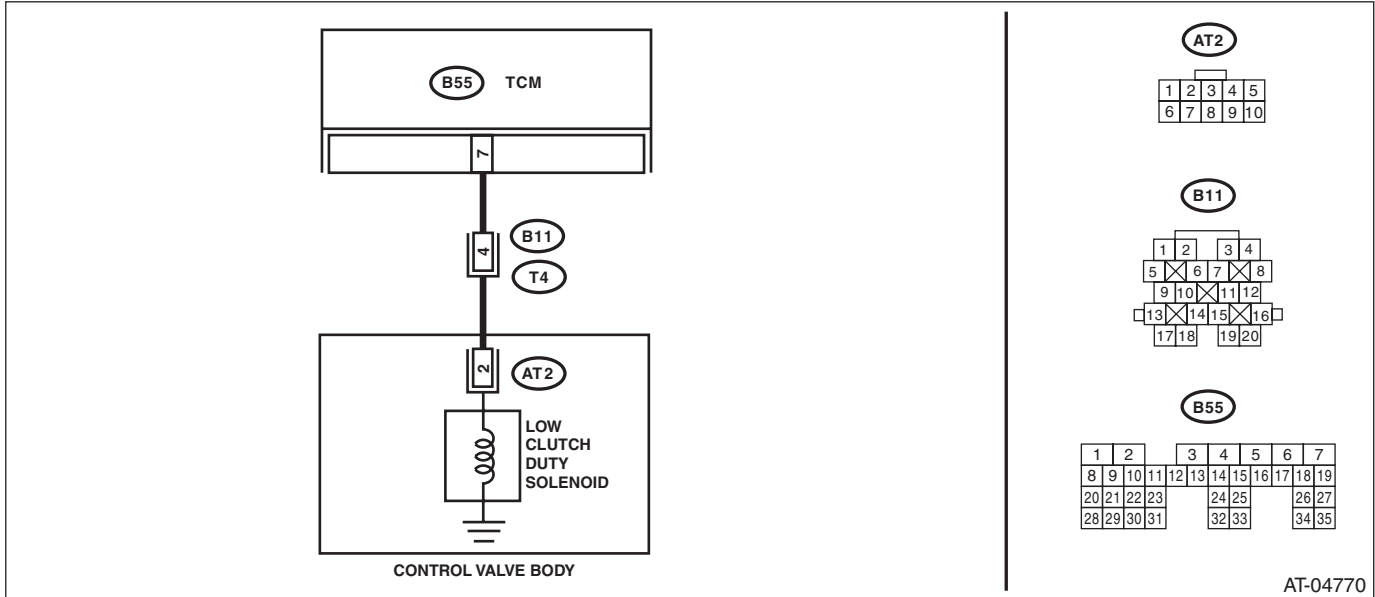 B55 TCM
7
4
B11
T4
2
AT2
LOW
CLUTCH
DUTY
SOLENOID
CONTROL VALVE BODY
AT2
1 2 3 4 5
6 7 8 9 10
B11
1 2 3 4
5 6 7 8
9 10 11 12
13 14 15 16
17 18 19 20
B55
1 2 3 4 5 6 7
8 9 10 11 12 13 14 15 16 17 18 19
20 21 22 23 24 25 26 27
28 29 30 31 32 33 34 35
AT-04770